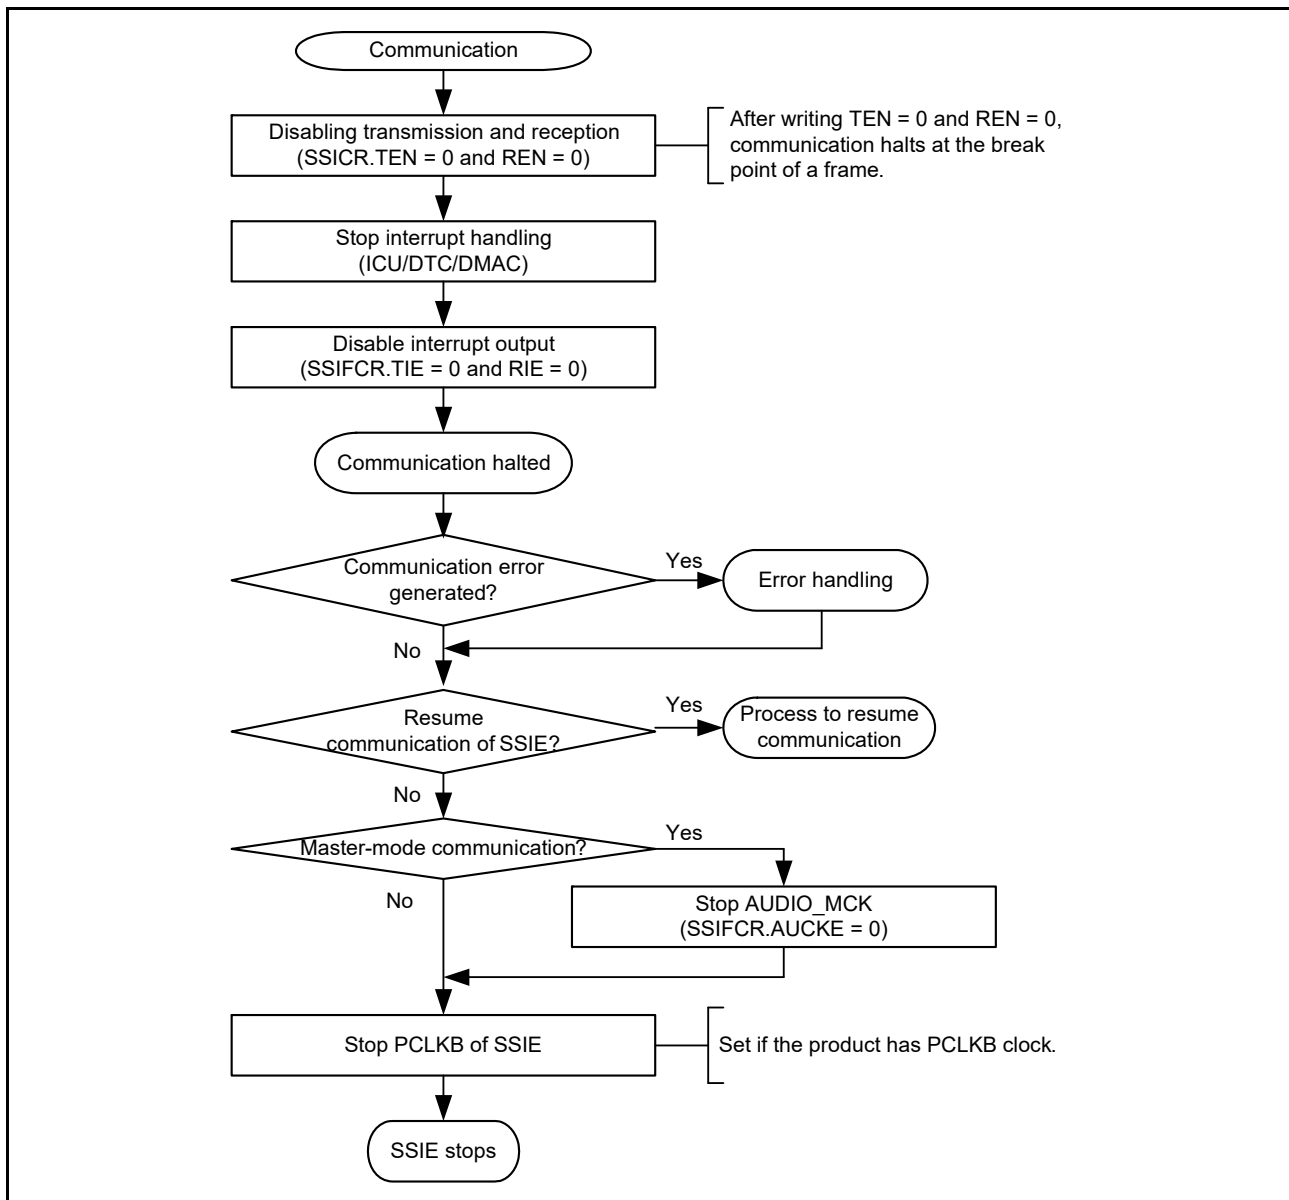 Communication
Disabling transmission and reception
(SSICR.TEN = 0 and REN = 0)
After writing TEN = 0 and REN = 0,
communication halts at the break
point of a frame.
Stop interrupt handling
(ICU/DTC/DMAC)
Disable interrupt output
(SSIFCR.TIE = 0 and RIE = 0)
Communication halted
Communication error
generated?
Yes
Error handling
No
Resume
communication of SSIE?
Yes
Process to resume
communication
No
Master-mode communication?
Yes
No
Stop AUDIO_MCK
(SSIFCR.AUCKE = 0)
Stop PCLKB of SSIE
Set if the product has PCLKB clock.
SSIE stops